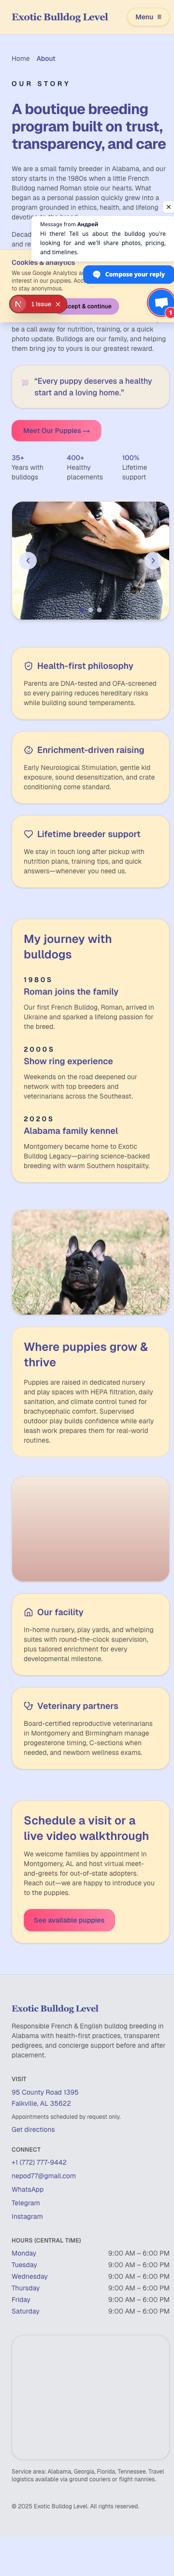 Exotic Bulldog Level
Menu
Home
About
OUR STORY
A boutique breeding
program built on trust,
transparency, and care
We are a small family breeder in Alabama, and our
story started in 1980s when a little French
Bulldog named Roman stole our hearts. What
began as a personal passion quickly grew into a
program grounded in ethics, health, and lifelong
devotion to the breed.
Message from Андрей
Hi there! Tell us about the bulldog you're
looking for and we'll share photos, pricing,
and timelines.
Cookies & analytics
We use Google Analytics
Compose your reply
1 Issue
& continue
1
a call away for nutrition, training, or a quick
photo update. Bulldogs are our family, and helping
them bring joy to yours is our greatest reward.
“Every puppy deserves a healthy
start and a loving home.”
Meet Our Puppies →
35+
Years with
bulldogs
400+
Healthy
placements
100%
Lifetime
support
Health-first philosophy
Parents are DNA-tested and OFA-screened
so every pairing reduces hereditary risks
while building sound temperaments.
Enrichment-driven raising
Early Neurological Stimulation, gentle kid
exposure, sound desensitization, and crate
conditioning come standard.
Lifetime breeder support
We stay in touch long after pickup with
nutrition plans, training tips, and quick
answers—whenever you need us.
My journey with
bulldogs
1980S
Roman joins the family
Our first French Bulldog, Roman, arrived in
Ukraine and sparked a lifelong passion for
the breed.
2000S
Show ring experience
Weekends on the road deepened our
network with top breeders and
veterinarians across the Southeast.
2020S
Alabama family kennel
Montgomery became home to Exotic
Bulldog Legacy—pairing science-backed
breeding with warm Southern hospitality.
Where puppies grow &
thrive
Puppies are raised in dedicated nursery
and play spaces with HEPA filtration, daily
sanitation, and climate control tuned for
brachycephalic comfort. Supervised
outdoor play builds confidence while early
leash work prepares them for real-world
routines.
Our facility
In-home nursery, play yards, and whelping
suites with round-the-clock supervision,
plus tailored enrichment for every
developmental milestone.
Veterinary partners
Board-certified reproductive veterinarians
in Montgomery and Birmingham manage
progesterone timing, C-sections when
needed, and newborn wellness exams.
Schedule a visit or a
live video walkthrough
We welcome families by appointment in
Montgomery, AL and host virtual meet-
and-greets for out-of-state adopters.
Reach out—we are happy to introduce you
to the puppies.
See available puppies
Exotic Bulldog Level
Responsible French & English bulldog breeding in
Alabama with health-first practices, transparent
pedigrees, and concierge support before and after
placement.
VISIT
95 County Road 1395
Falkville, AL 35622
Appointments scheduled by request only.
Get directions
CONNECT
+1 (772) 777-9442
nepod77@gmail.com
WhatsApp
Telegram
Instagram
HOURS (CENTRAL TIME)
Monday 9:00 AM – 6:00 PM
Tuesday 9:00 AM – 6:00 PM
Wednesday 9:00 AM – 6:00 PM
Thursday 9:00 AM – 6:00 PM
Friday 9:00 AM – 6:00 PM
Saturday 9:00 AM – 6:00 PM
Service area: Alabama, Georgia, Florida, Tennessee. Travel
logistics available via ground couriers or flight nannies.
© 2025 Exotic Bulldog Level. All rights reserved.